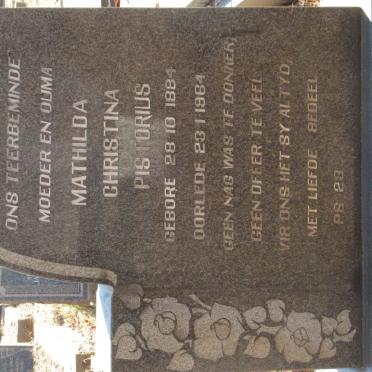 ONS TEERBEMINDE
MOEDER EN OUMA
MATHILDA
CHRISTINA
PISTORIUS
GEBORE 28·10·1884
OORLEDE 23·1·1964
GEEN NAG WAS TE DONKER,
GEEN OFFER TE VEEL
VIR ONS HET SY ALTYD,
MET LIEFDE BEDEEL
PS 23